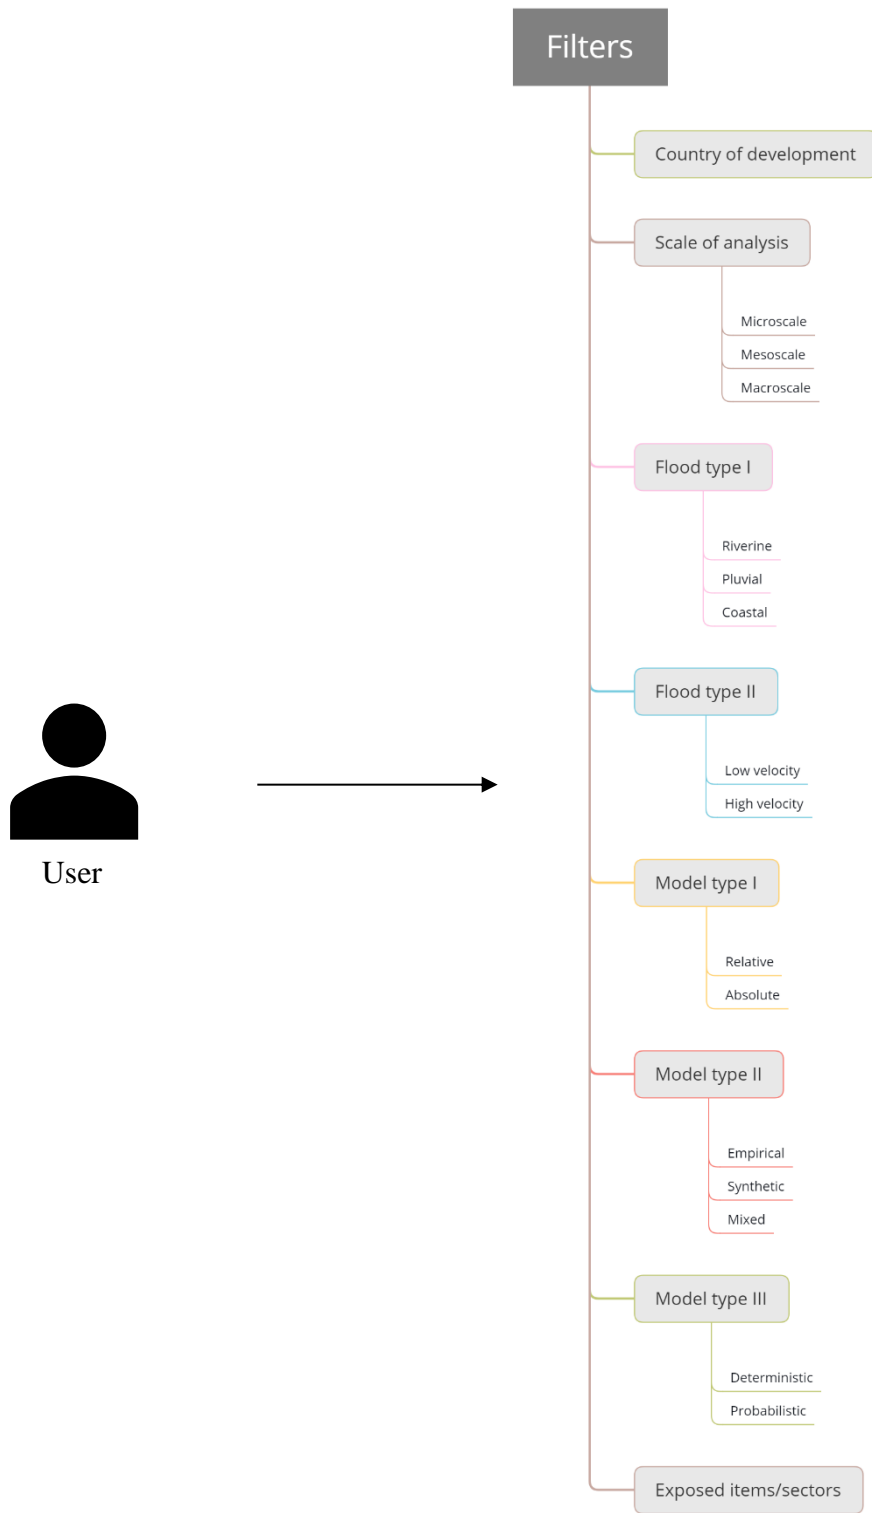 Filters
Country of development
Scale of analysis
Microscale
Mesoscale
Macroscale
Flood type I
Riverine
Pluvial
Coastal
Flood type II
Low velocity
High velocity
User
Model type I
Relative
Absolute
Model type II
Empirical
Synthetic
Mixed
Model type III
Deterministic
Probabilistic
Exposed items/sectors